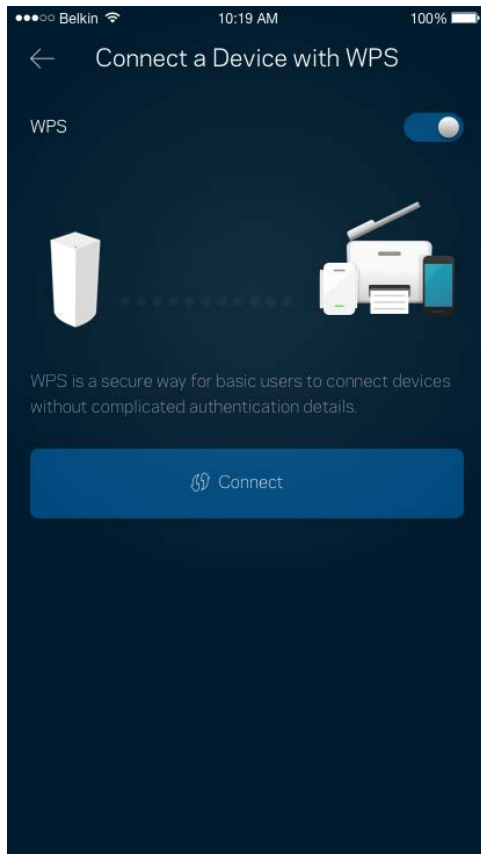 Belkin 10:19 AM 100%
Connect a Device with WPS
WPS
WPS is a secure way for basic users to connect devices
without complicated authentication details.
Connect